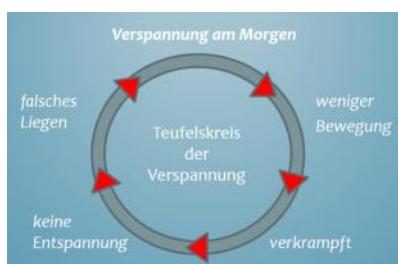 Verspannung am Morgen
falsches
Liegen
weniger
Bewegung
Teufelskreis
der
Verspannung
keine
Entspannung
verkrampft